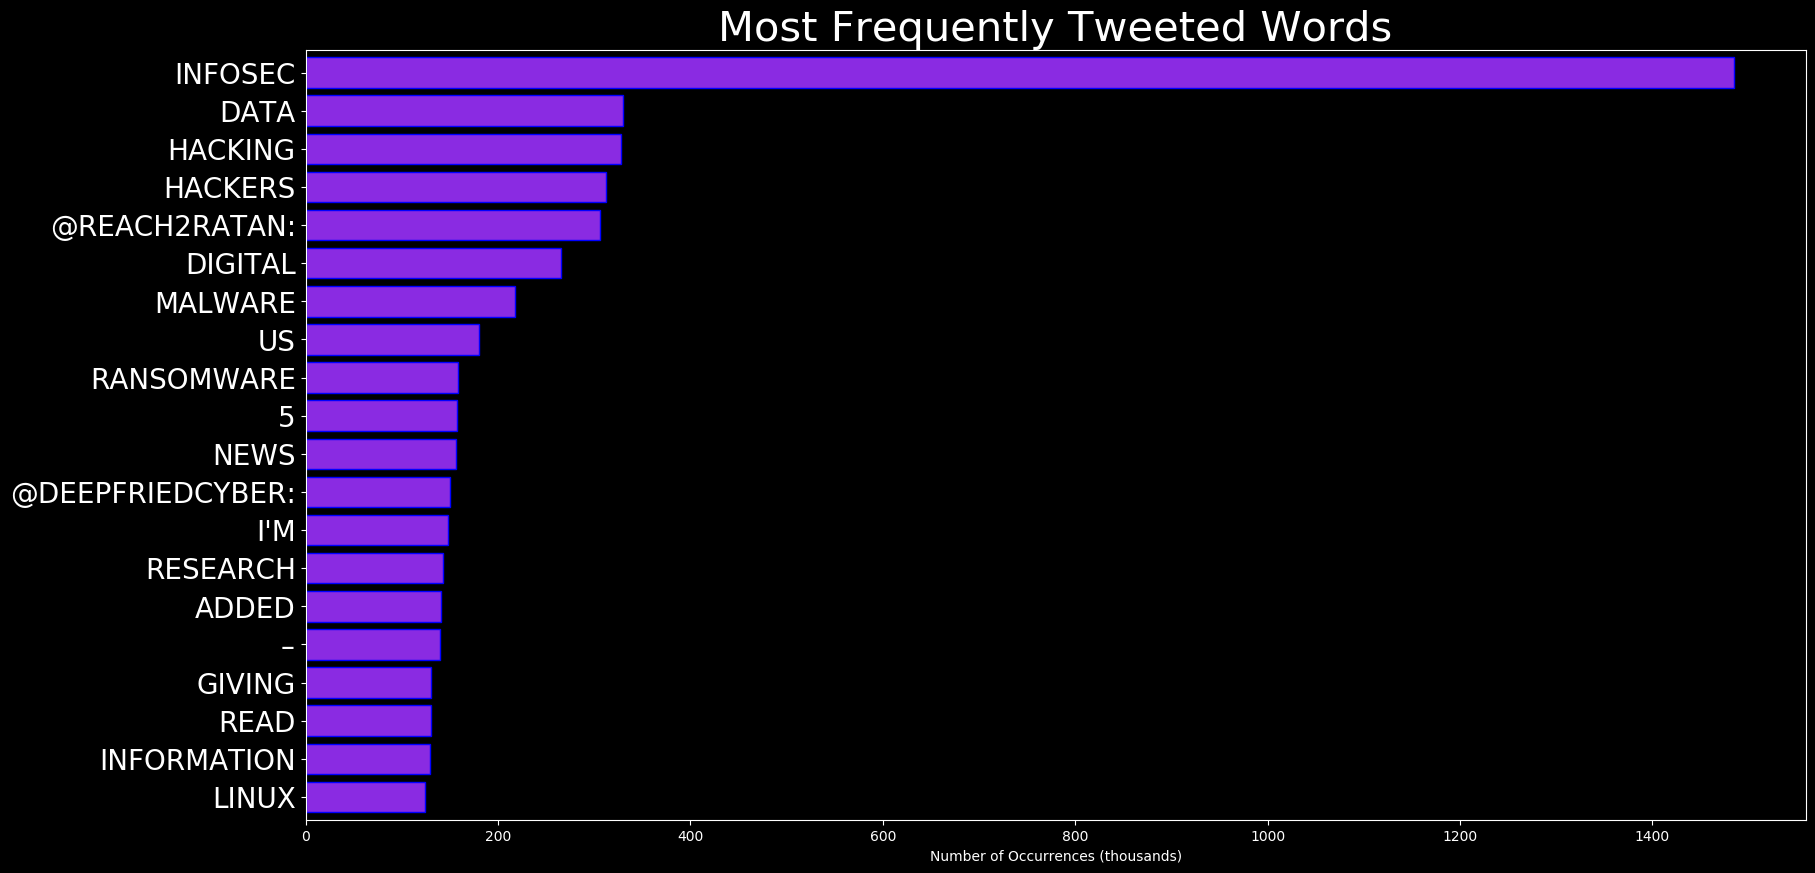 Most Frequently Tweeted Words
INFOSEC
DATA
HACKING
HACKERS
@REACH2RATAN:
DIGITAL
MALWARE
US
RANSOMWARE
5
NEWS
@DEEPFRIEDCYBER:
I'M
RESEARCH
ADDED
–
GIVING
READ
INFORMATION
LINUX
0 200 400 600 800 1000 1200 1400
Number of Occurrences (thousands)